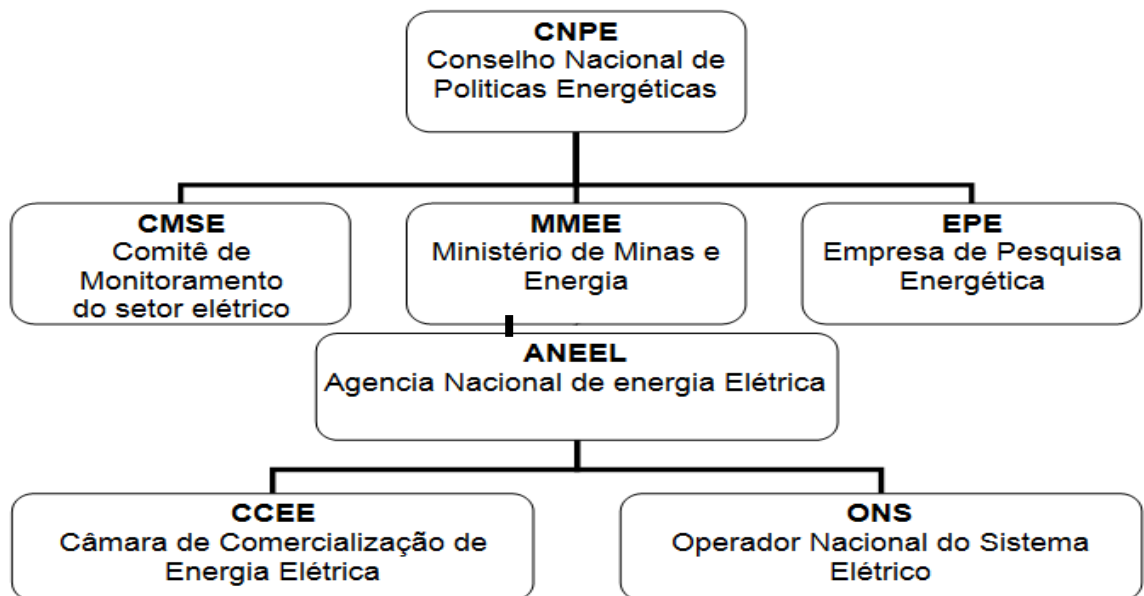 CNPE
Conselho Nacional de
Politicas Energéticas
CMSE
Comitê de
Monitoramento
do setor elétrico
MMEE
Ministério de Minas e
Energia
EPE
Empresa de Pesquisa
Energética
ANEEL
Agencia Nacional de energia Elétrica
CCEE
Câmara de Comercialização de
Energia Elétrica
ONS
Operador Nacional do Sistema
Elétrico